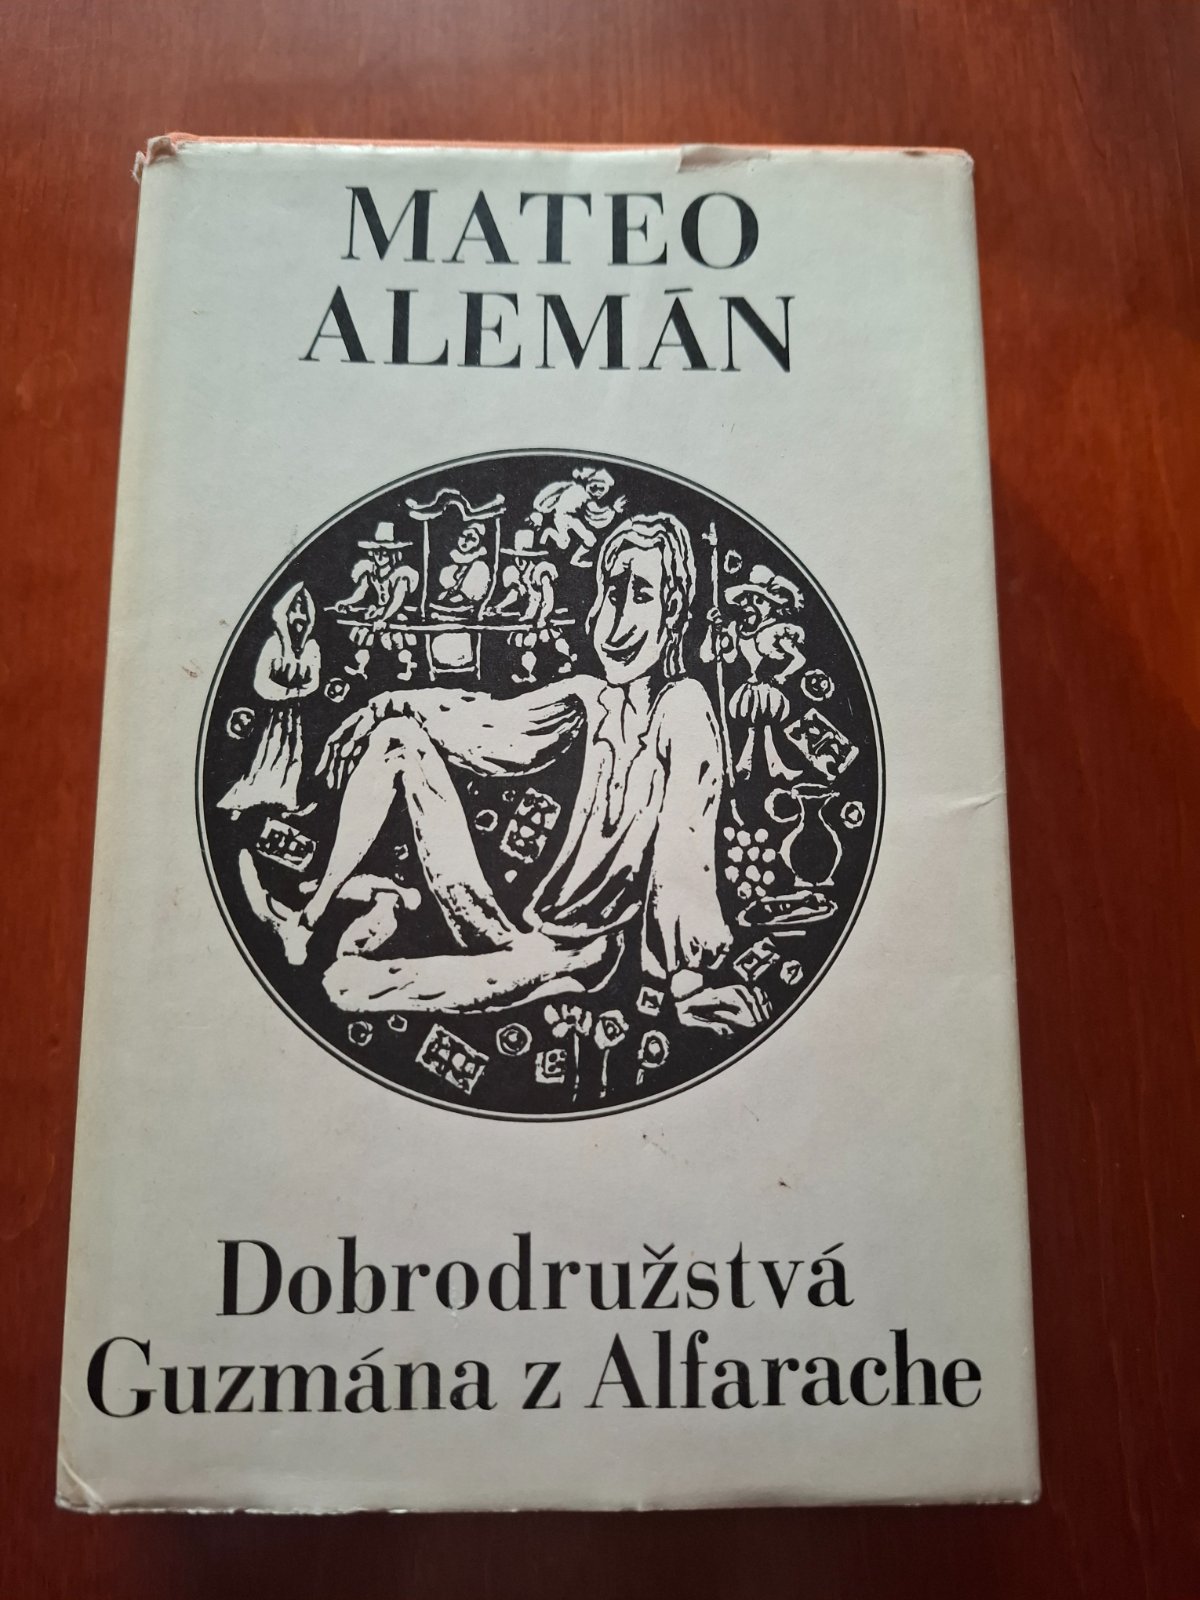 MATEO
ALEMÁN
Dobrodružstvá
Guzmána z Alfarache